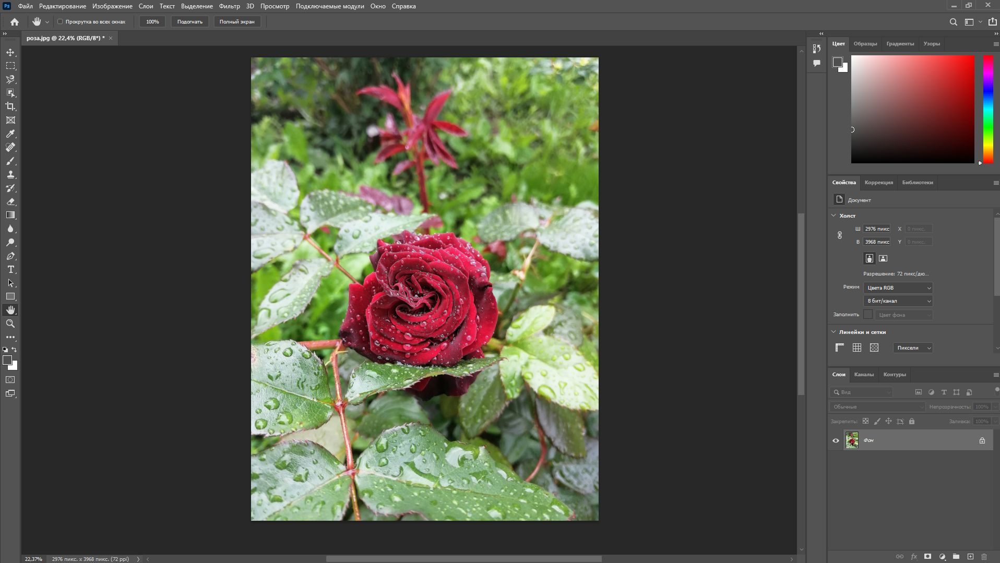 Ps Файл Редактирование Изображение Слои Текст Выделение Фильтр 3D Просмотр Подключаемые модули Окно Справка
Прокрутка во всех окнах 100% Подогнать Полный экран
роза.jpg @ 22,4% (RGB/8*) *
Цвет Образцы Градиенты Узоры
Свойства Коррекция Библиотеки
Документ
Холст
Ш 2976 пикс X 0 пикс.
В 3968 пикс Y 0 пикс.
Разрешение: 72 пикс/дю...
Режим Цвета RGB
8 бит/канал
Заполнить Цвет фона
Линейки и сетки
Пиксели
Слои Каналы Контуры
Вид
Обычные Непрозрачность: 100%
Закрепить: Заливка: 100%
Фон
fx
22,37% 2976 пикс. x 3968 пикс. (72 ppi)